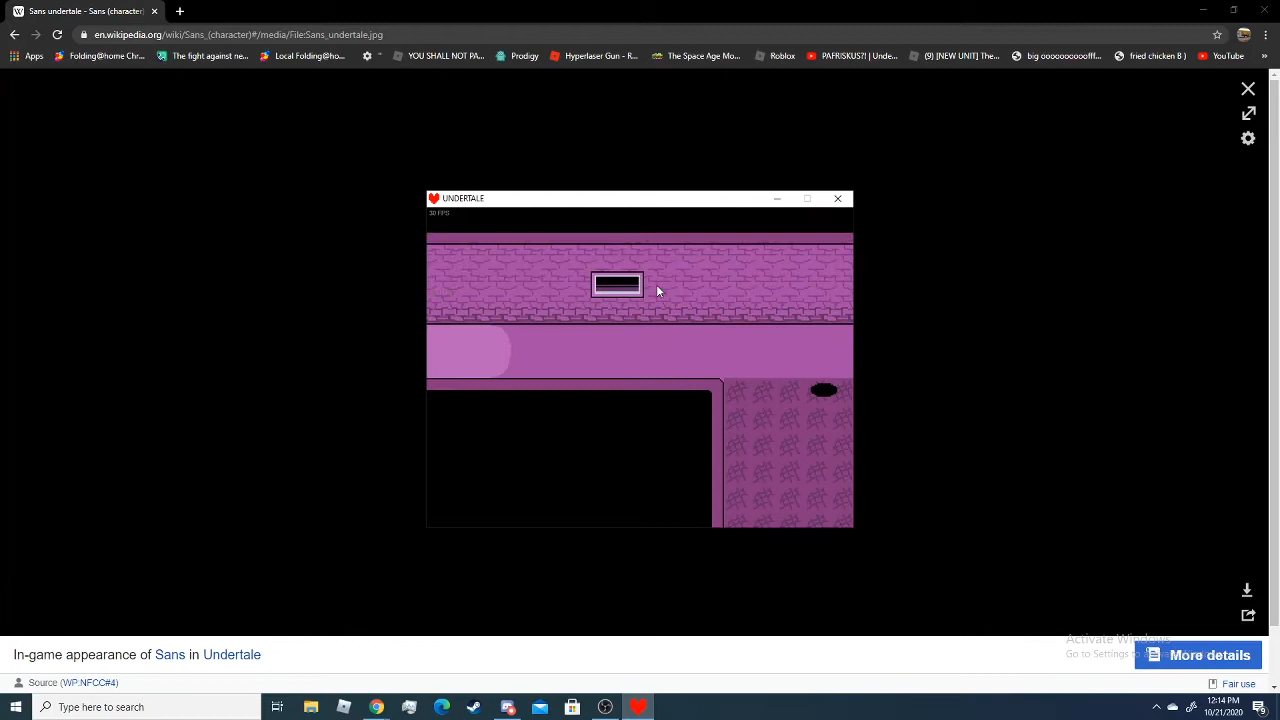 Sans undertale - Sans (character)
en.wikipedia.org/wiki/Sans_(character)#/media/File:Sans_undertale.jpg
Apps Folding@home Chr... The fight against ne... Local Folding@ho... YOU SHALL NOT PA... Prodigy Hyperlaser Gun - R... The Space Age Mo... Roblox PAFRISKUS?! | Unde... (9) [NEW UNIT] The... big oooooooooofff... fried chicken B ) YouTube
UNDERTALE
30 FPS
Activate Windows
Go to Settings to
In-game appearance of Sans in Undertale
More details
Source (WP:NFCC#4)
Fair use
Type here to search
12:14 PM
10/21/2020